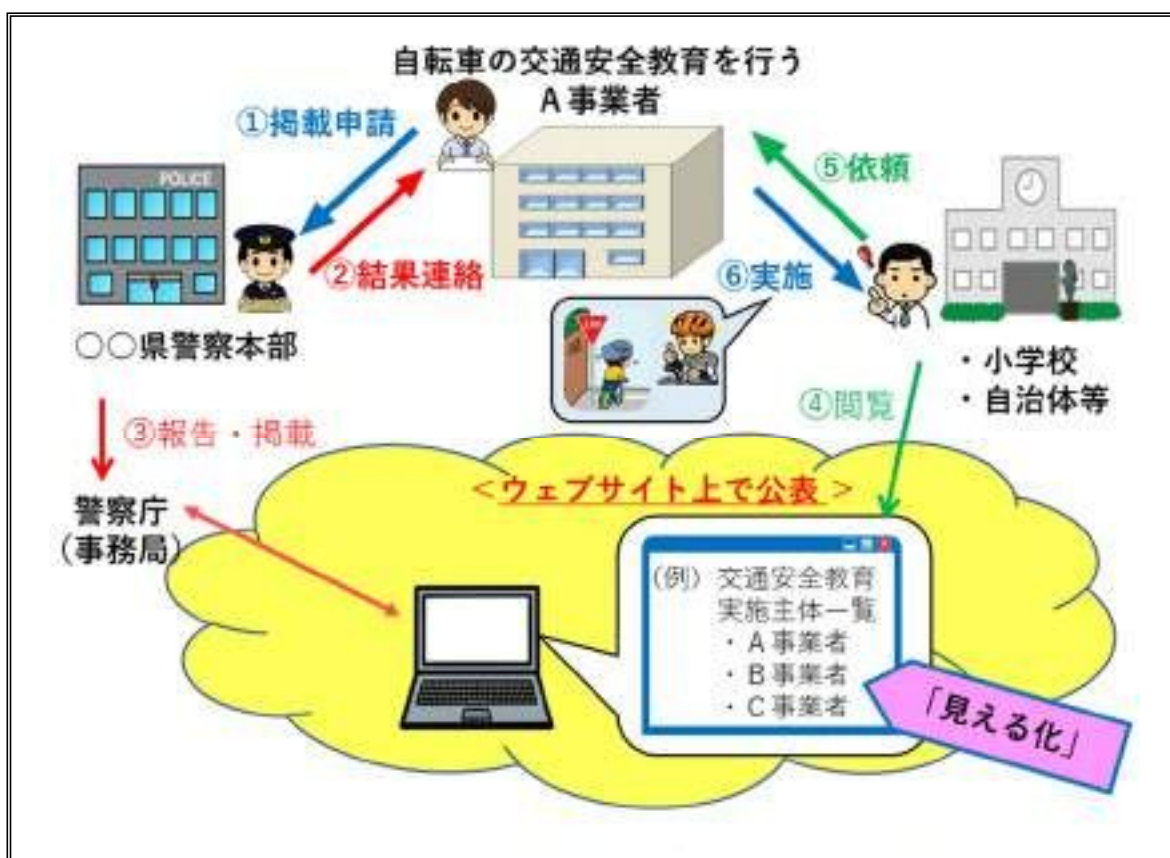 自転車の交通安全教育を行う
A事業者
①掲載申請
POLICE
②結果連絡
○○県警察本部
⑤依頼
⑥実施
・小学校
・自治体等
④閲覧
③報告・掲載
警察庁
(事務局)
<ウェブサイト上で公表>
(例) 交通安全教育
実施主体一覧
・A事業者
・B事業者
・C事業者
「見える化」